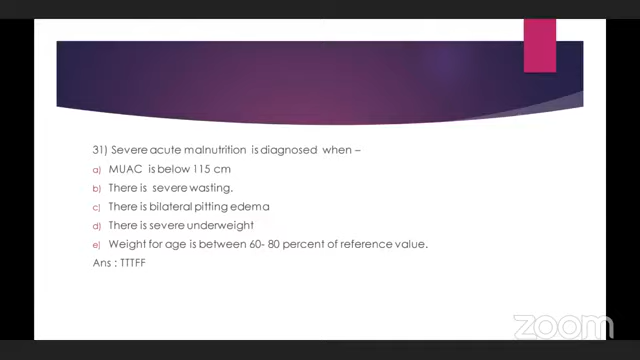 31) Severe acute malnutrition is diagnosed when –
a) MUAC is below 115 cm
b) There is severe wasting.
c) There is bilateral pitting edema
d) There is severe underweight
e) Weight for age is between 60- 80 percent of reference value.
Ans : TTTFF
zoom